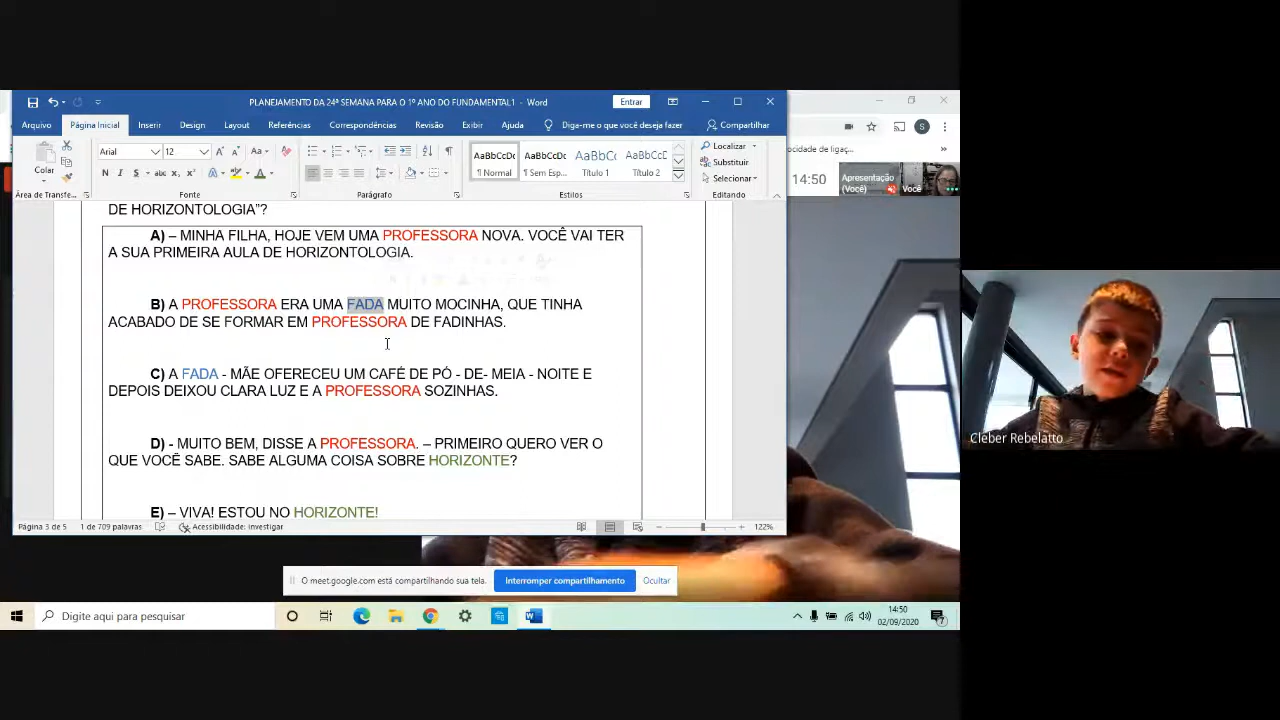 PLANEJAMENTO DA 24ª SEMANA PARA O 1º ANO DO FUNDAMENTAL1 - Word
Entrar
Arquivo Página Inicial Inserir Design Layout Referências Correspondências Revisão Exibir Ajuda Diga-me o que você deseja fazer Compartilhar
Colar
Arial 12
N I S
AaBbCcDc AaBbCcDc AaBbCc AaBbCcE
¶ Normal ¶ Sem Esp... Título 1 Título 2
Localizar
Substituir
Selecionar
Área de Transfe... Fonte Parágrafo Estilos Editando
14:50
Apresentação
(Você)
Você
DE HORIZONTOLOGIA”?
A) – MINHA FILHA, HOJE VEM UMA PROFESSORA NOVA. VOCÊ VAI TER
A SUA PRIMEIRA AULA DE HORIZONTOLOGIA.
B) A PROFESSORA ERA UMA FADA MUITO MOCINHA, QUE TINHA
ACABADO DE SE FORMAR EM PROFESSORA DE FADINHAS.
C) A FADA - MÃE OFERECEU UM CAFÉ DE PÓ - DE- MEIA - NOITE E
DEPOIS DEIXOU CLARA LUZ E A PROFESSORA SOZINHAS.
D) - MUITO BEM, DISSE A PROFESSORA. – PRIMEIRO QUERO VER O
QUE VOCÊ SABE. SABE ALGUMA COISA SOBRE HORIZONTE?
E) – VIVA! ESTOU NO HORIZONTE!
Página 3 de 5 1 de 709 palavras Acessibilidade: investigar 122%
Cleber Rebelatto
O meet.google.com está compartilhando sua tela. Interromper compartilhamento Ocultar
Digite aqui para pesquisar
14:50
02/09/2020